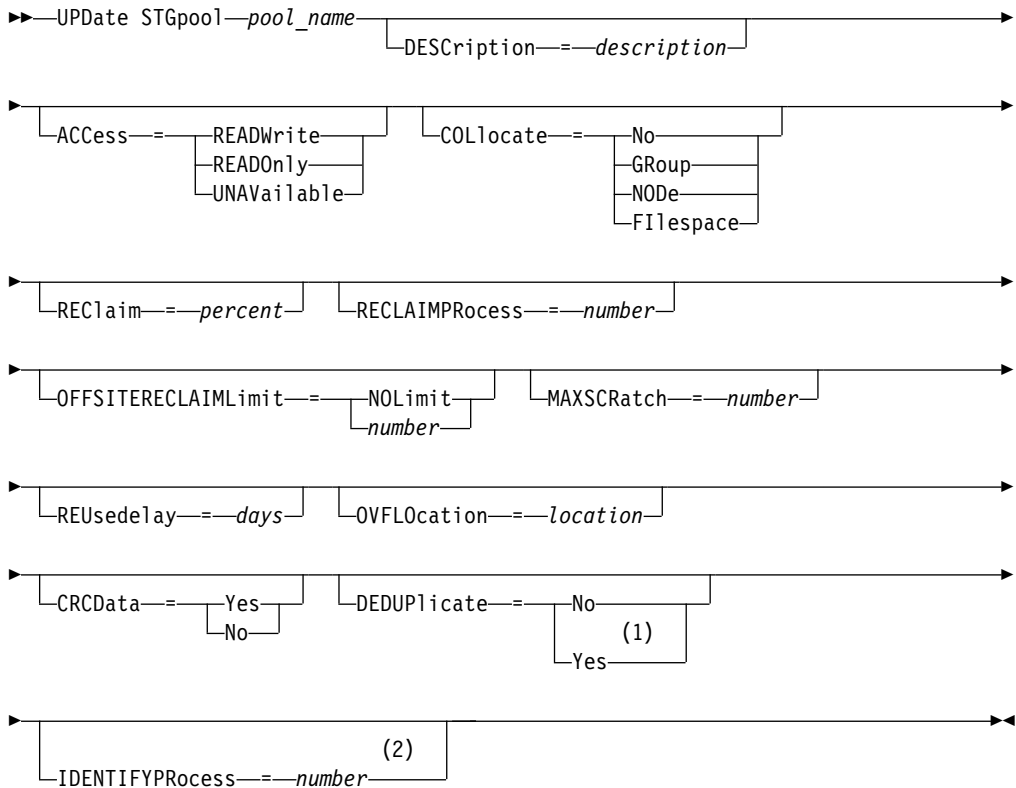 UPDate STGpool pool_name
DESCription = description
ACCess = READWrite
READOnly
UNAVailable
COLlocate = No
GRoup
NODe
FIlespace
REClaim = percent
RECLAIMPRocess = number
OFFSITERECLAIMLimit = NOLimit
number
MAXSCRatch = number
REUsedelay = days
OVFLOcation = location
CRCData = Yes
No
DEDUPlicate = No
(1)
Yes
(2)
IDENTIFYPRocess = number